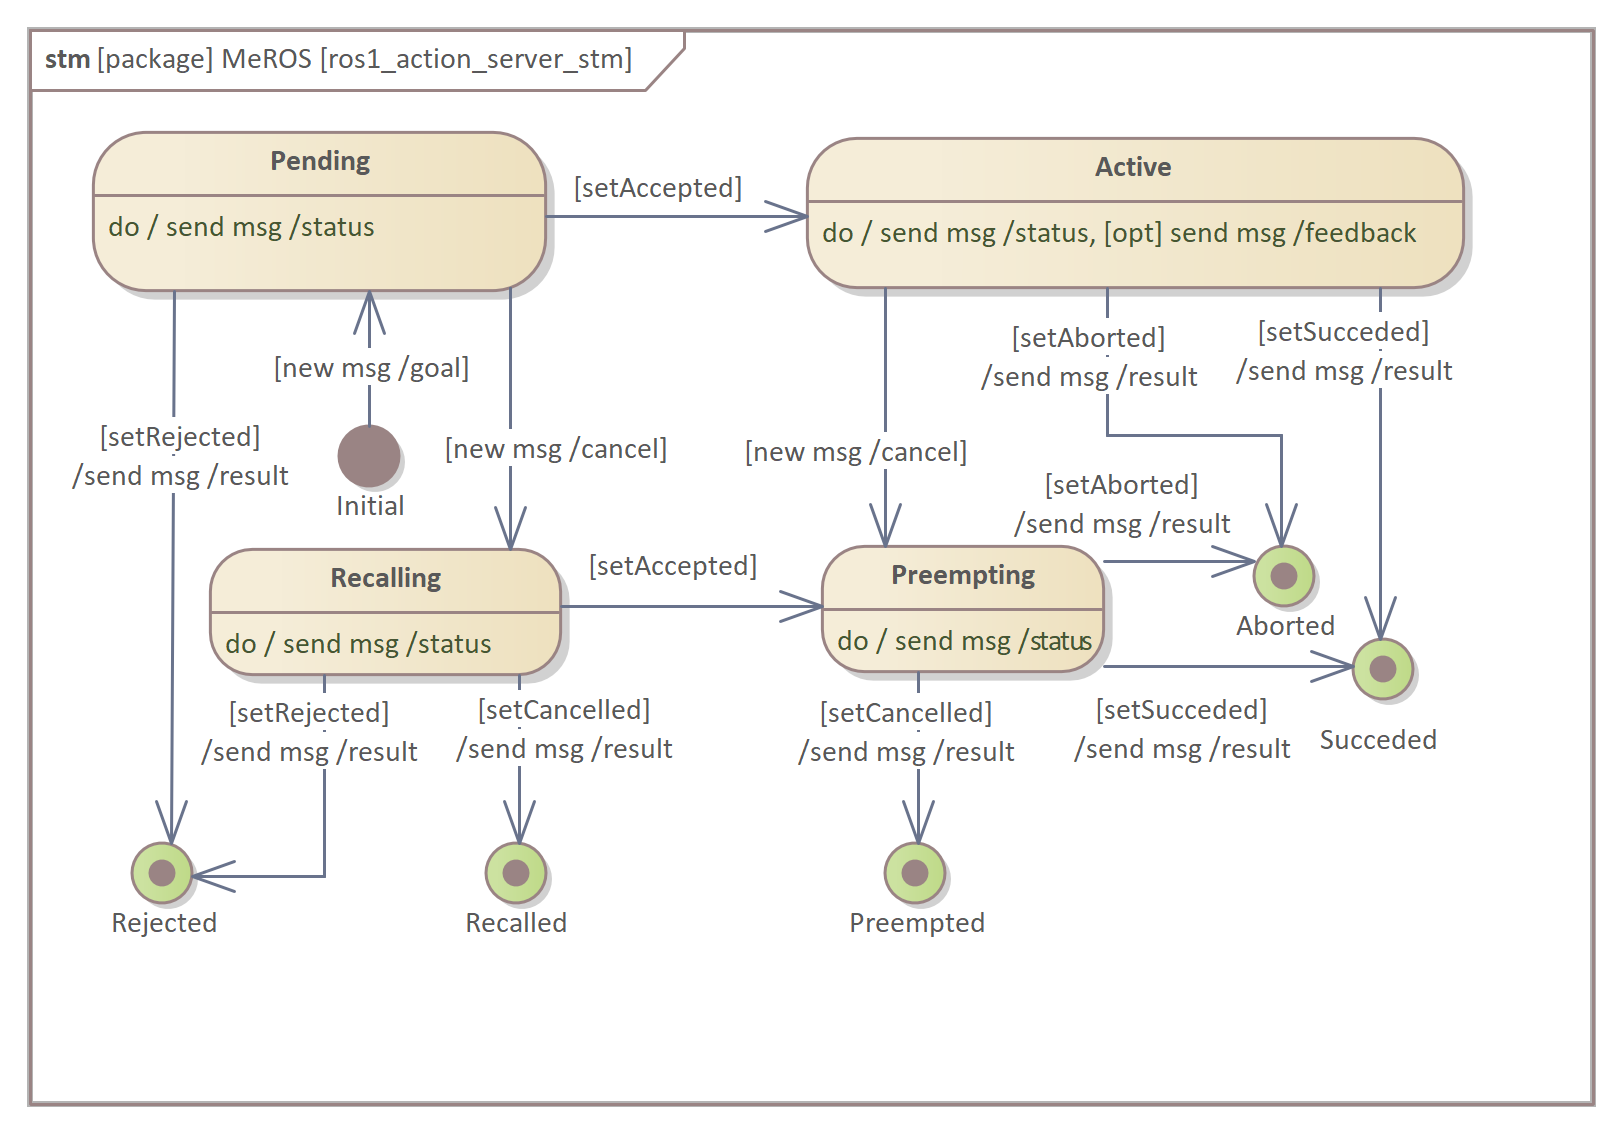 stm [package] MeROS [ros1_action_server_stm]
Pending
do / send msg /status
[setAccepted]
Active
do / send msg /status, [opt] send msg /feedback
[new msg /goal]
Initial
[setRejected]
/send msg /result
[new msg /cancel]
[new msg /cancel]
[setAborted]
/send msg /result
[setSucceded]
/send msg /result
[setAborted]
/send msg /result
Recalling
do / send msg /status
[setAccepted]
Preempting
do / send msg /status
Aborted
[setRejected]
/send msg /result
[setCancelled]
/send msg /result
[setCancelled]
/send msg /result
[setSucceded]
/send msg /result
Succeded
Rejected
Recalled
Preempted